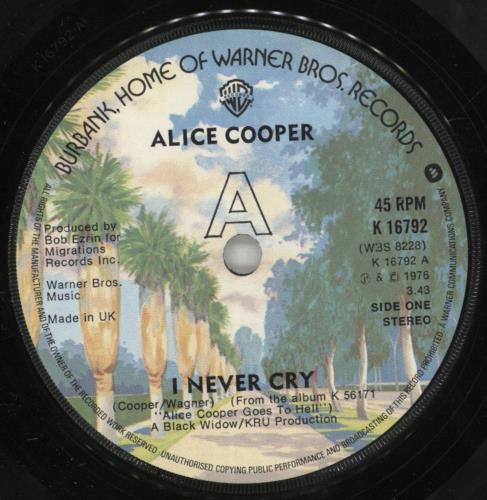 K 16792 A1
BURBANK, HOME OF WARNER BROS. RECORDS
ALICE COOPER
A
Produced by
Bob Ezrin for
Migrations
Records Inc.
Warner Bros.
Music
Made in UK
45 RPM
K 16792
(W3S 8228)
K 16792 A
℗ & © 1976
3.43
SIDE ONE
STEREO
I NEVER CRY
(Cooper/Wagner) (From the album K 56171
"Alice Cooper Goes To Hell")
A Black Widow/KRU Production
ALL RIGHTS OF THE MANUFACTURER AND OF THE OWNER OF THE RECORDED WORK RESERVED. UNAUTHORISED COPYING PUBLIC PERFORMANCE AND BROADCASTING OF THIS RECORD PROHIBITED. A WARNER COMMUNICATIONS COMPANY